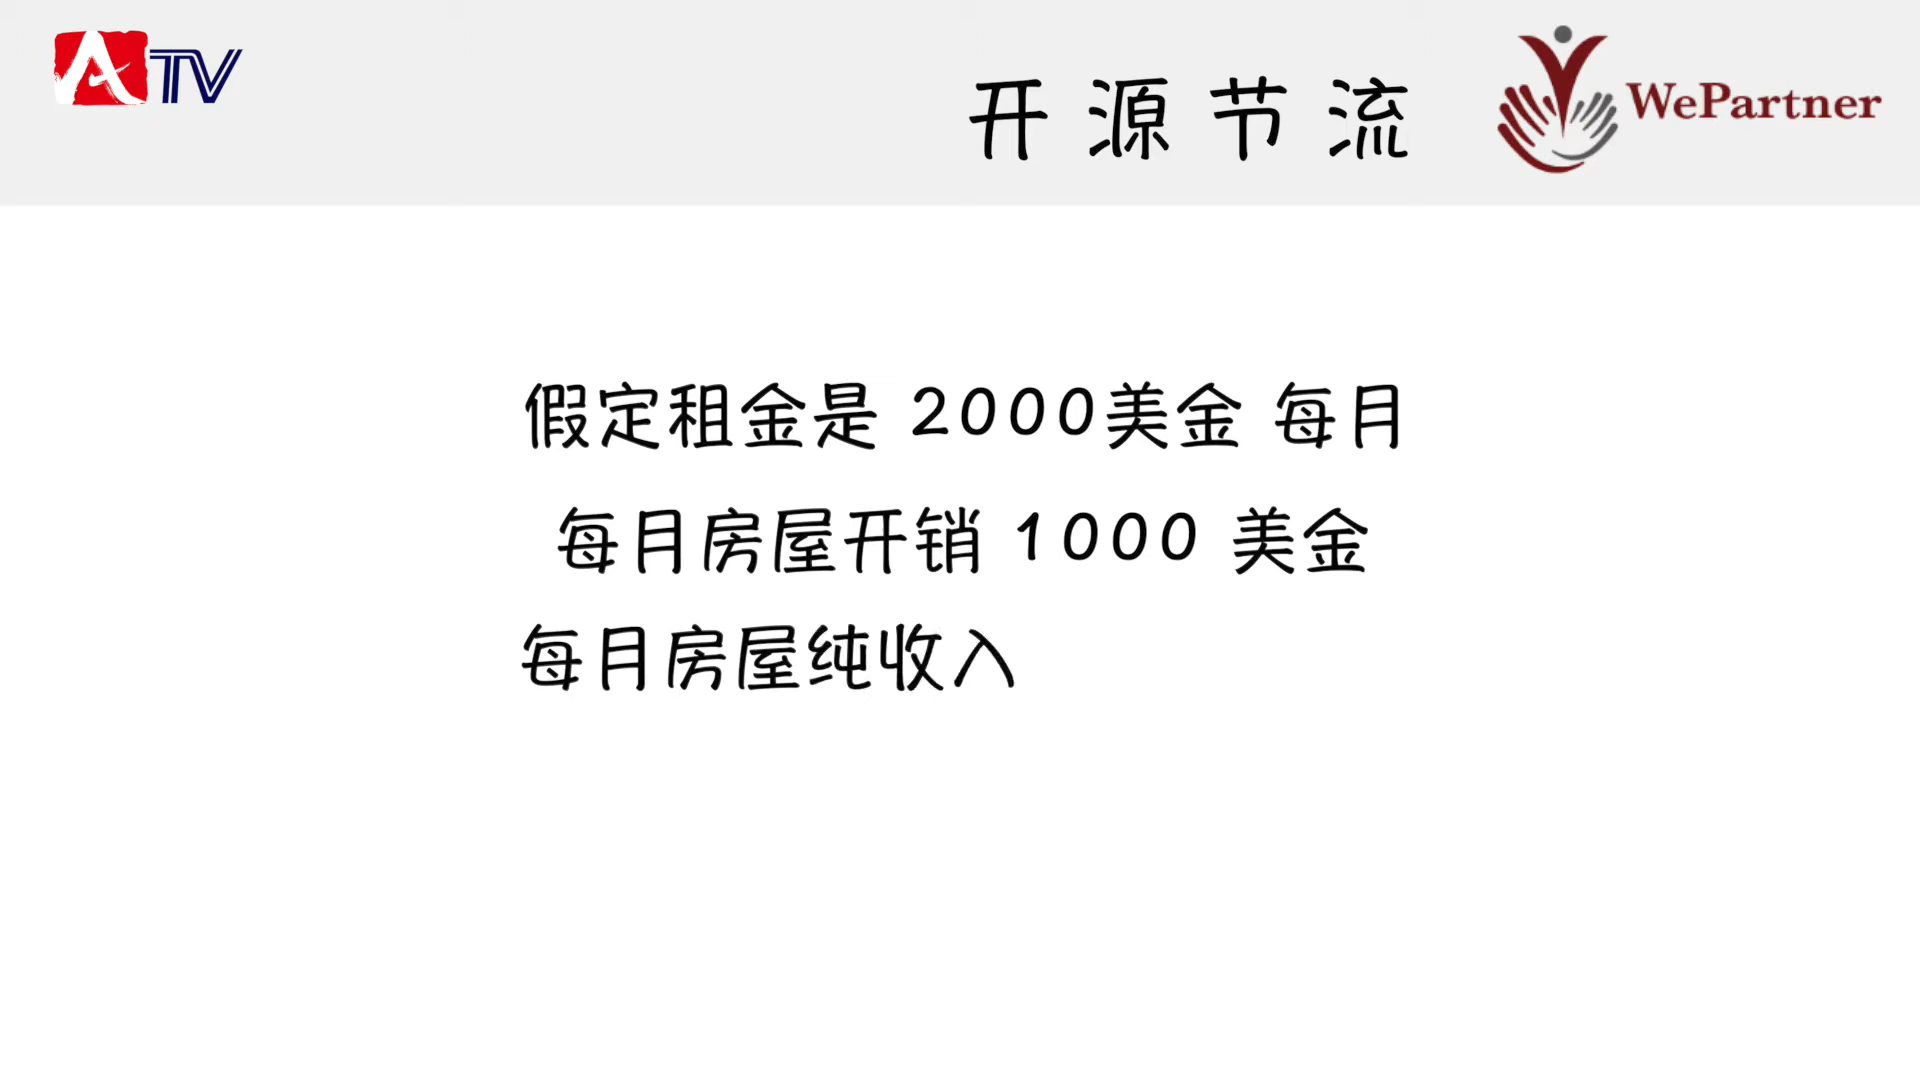 ATV
开源节流
WePartner
假定租金是 2000美金 每月
每月房屋开销 1000 美金
每月房屋纯收入